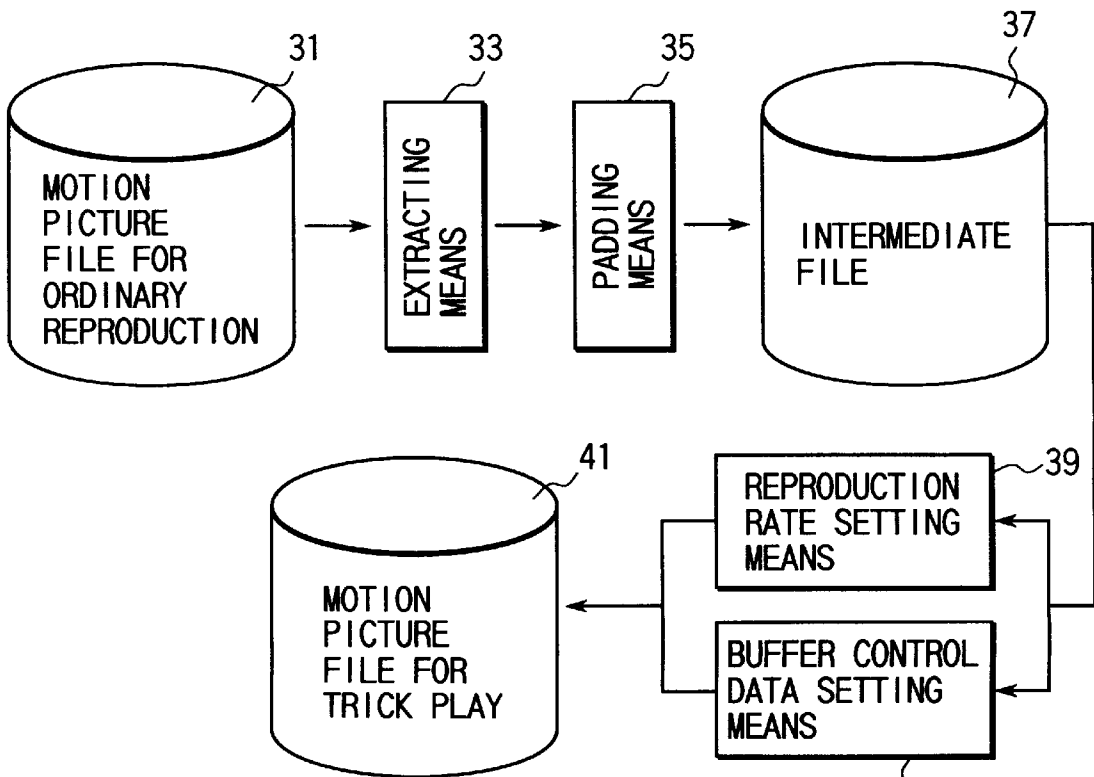 31
33
35
37
MOTION
PICTURE
FILE FOR
ORDINARY
REPRODUCTION
EXTRACTING
MEANS
PADDING
MEANS
INTERMEDIATE
FILE
41
39
REPRODUCTION
RATE SETTING
MEANS
MOTION
PICTURE
FILE FOR
TRICK PLAY
BUFFER CONTROL
DATA SETTING
MEANS